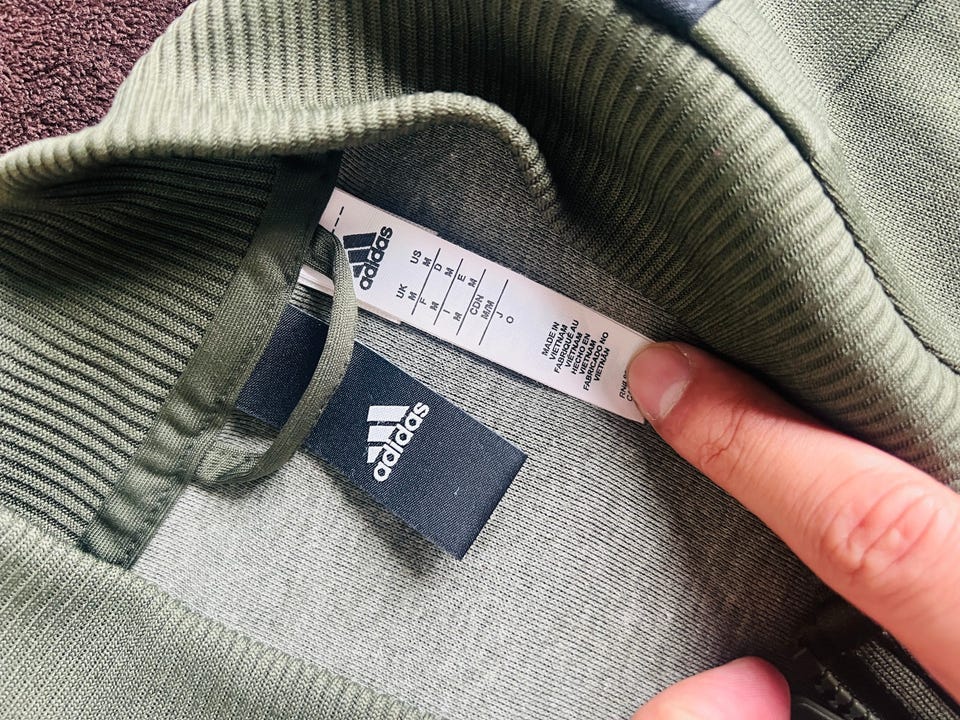 adidas
UK US
M M
F D
M M
I E
M M
CDN
M/M
J
O
MADE IN
VIETNAM
FABRIQUÉ AU
VIETNAM
HECHO EN
VIETNAM
FABRICADO NO
VIETNAM
adidas